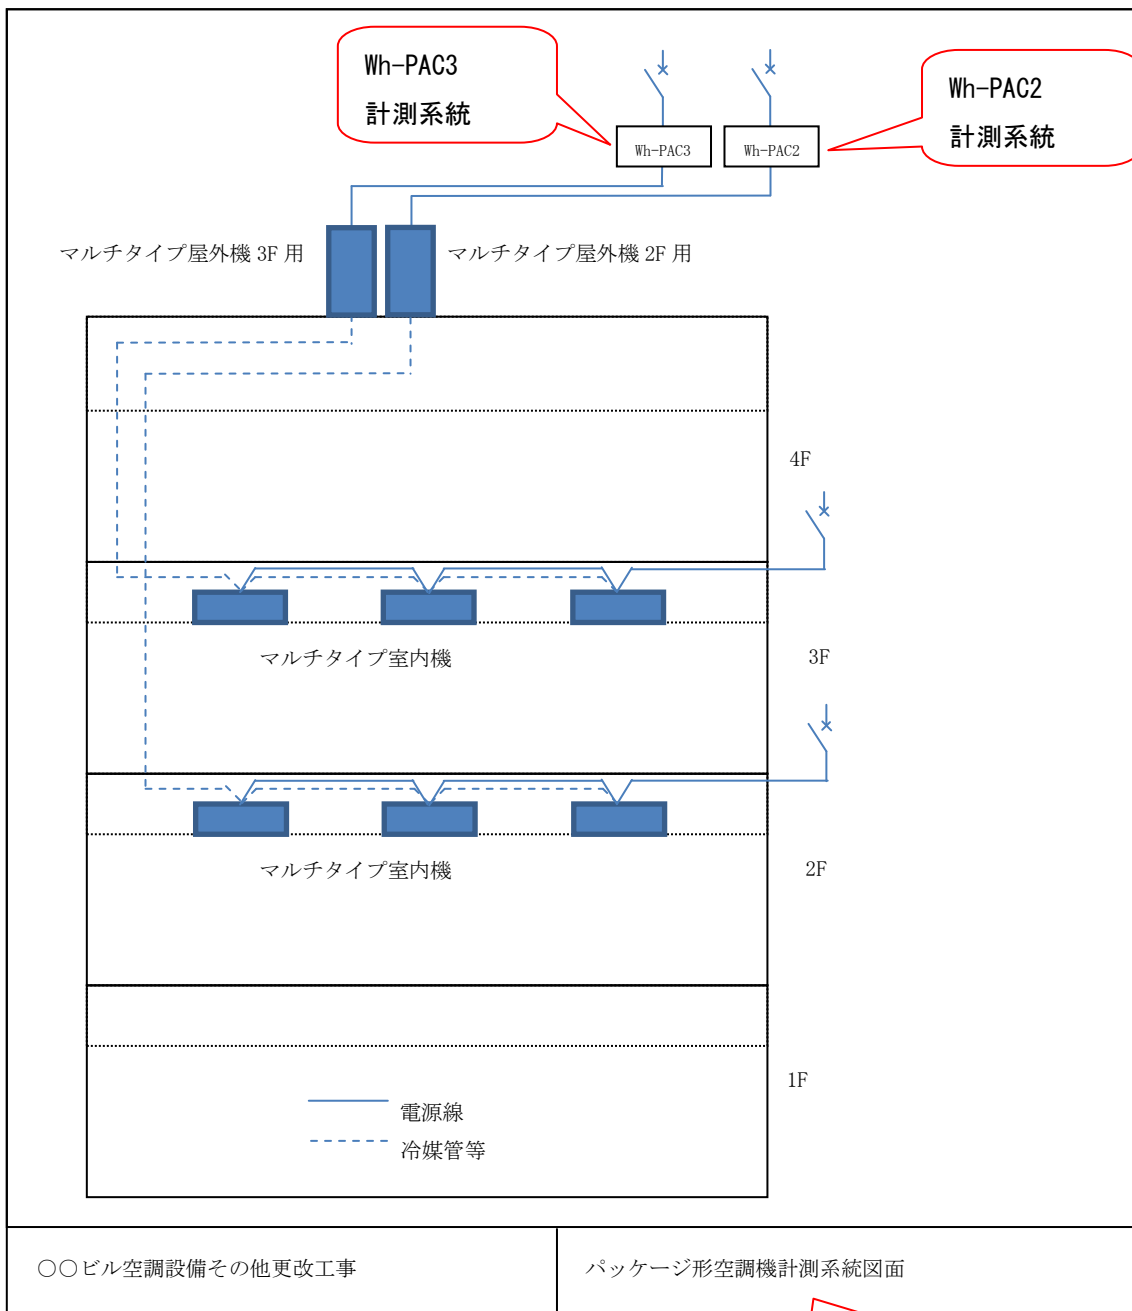 Wh-PAC3
計測系統
Wh-PAC2
計測系統
Wh-PAC3
Wh-PAC2
マルチタイプ屋外機 3F 用
マルチタイプ屋外機 2F 用
4F
マルチタイプ室内機
3F
マルチタイプ室内機
2F
1F
電源線
冷媒管等
〇〇ビル空調設備その他更改工事
パッケージ形空調機計測系統図面